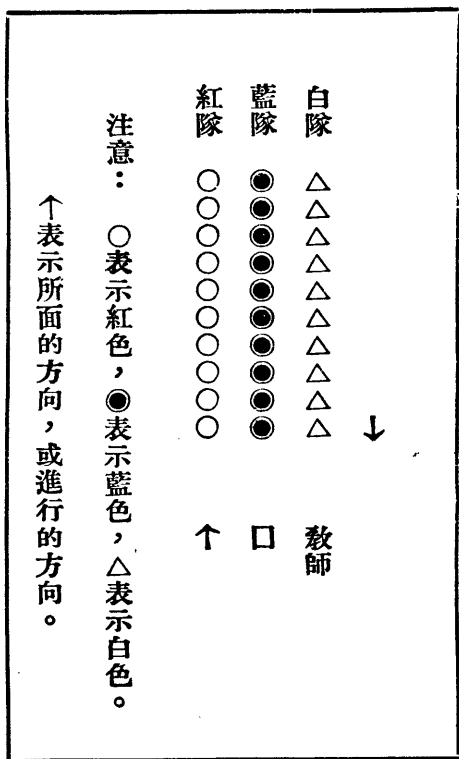 ↓
白隊 △△△△△△△△△△ 教師
藍隊 ◉◉◉◉◉◉◉◉◉◉ □
紅隊 ○○○○○○○○○○ ↑
注意：○表示紅色，◉表示藍色，△表示白色。
↑表示所面的方向，或進行的方向。